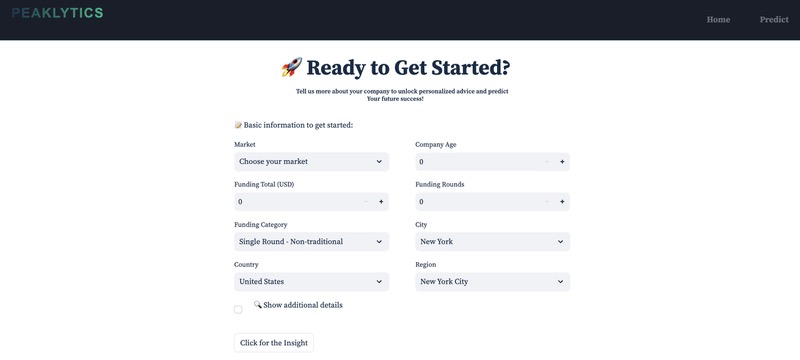 PEAKLYTICS
Home Predict
🚀 Ready to Get Started?
Tell us more about your company to unlock personalized advice and predict
Your future success!
📝 Basic information to get started:
Market Company Age
Choose your market 0 - +
Funding Total (USD) Funding Rounds
0 - + 0 - +
Funding Category City
Single Round - Non-traditional New York
Country Region
United States New York City
🔍 Show additional details
Click for the Insight